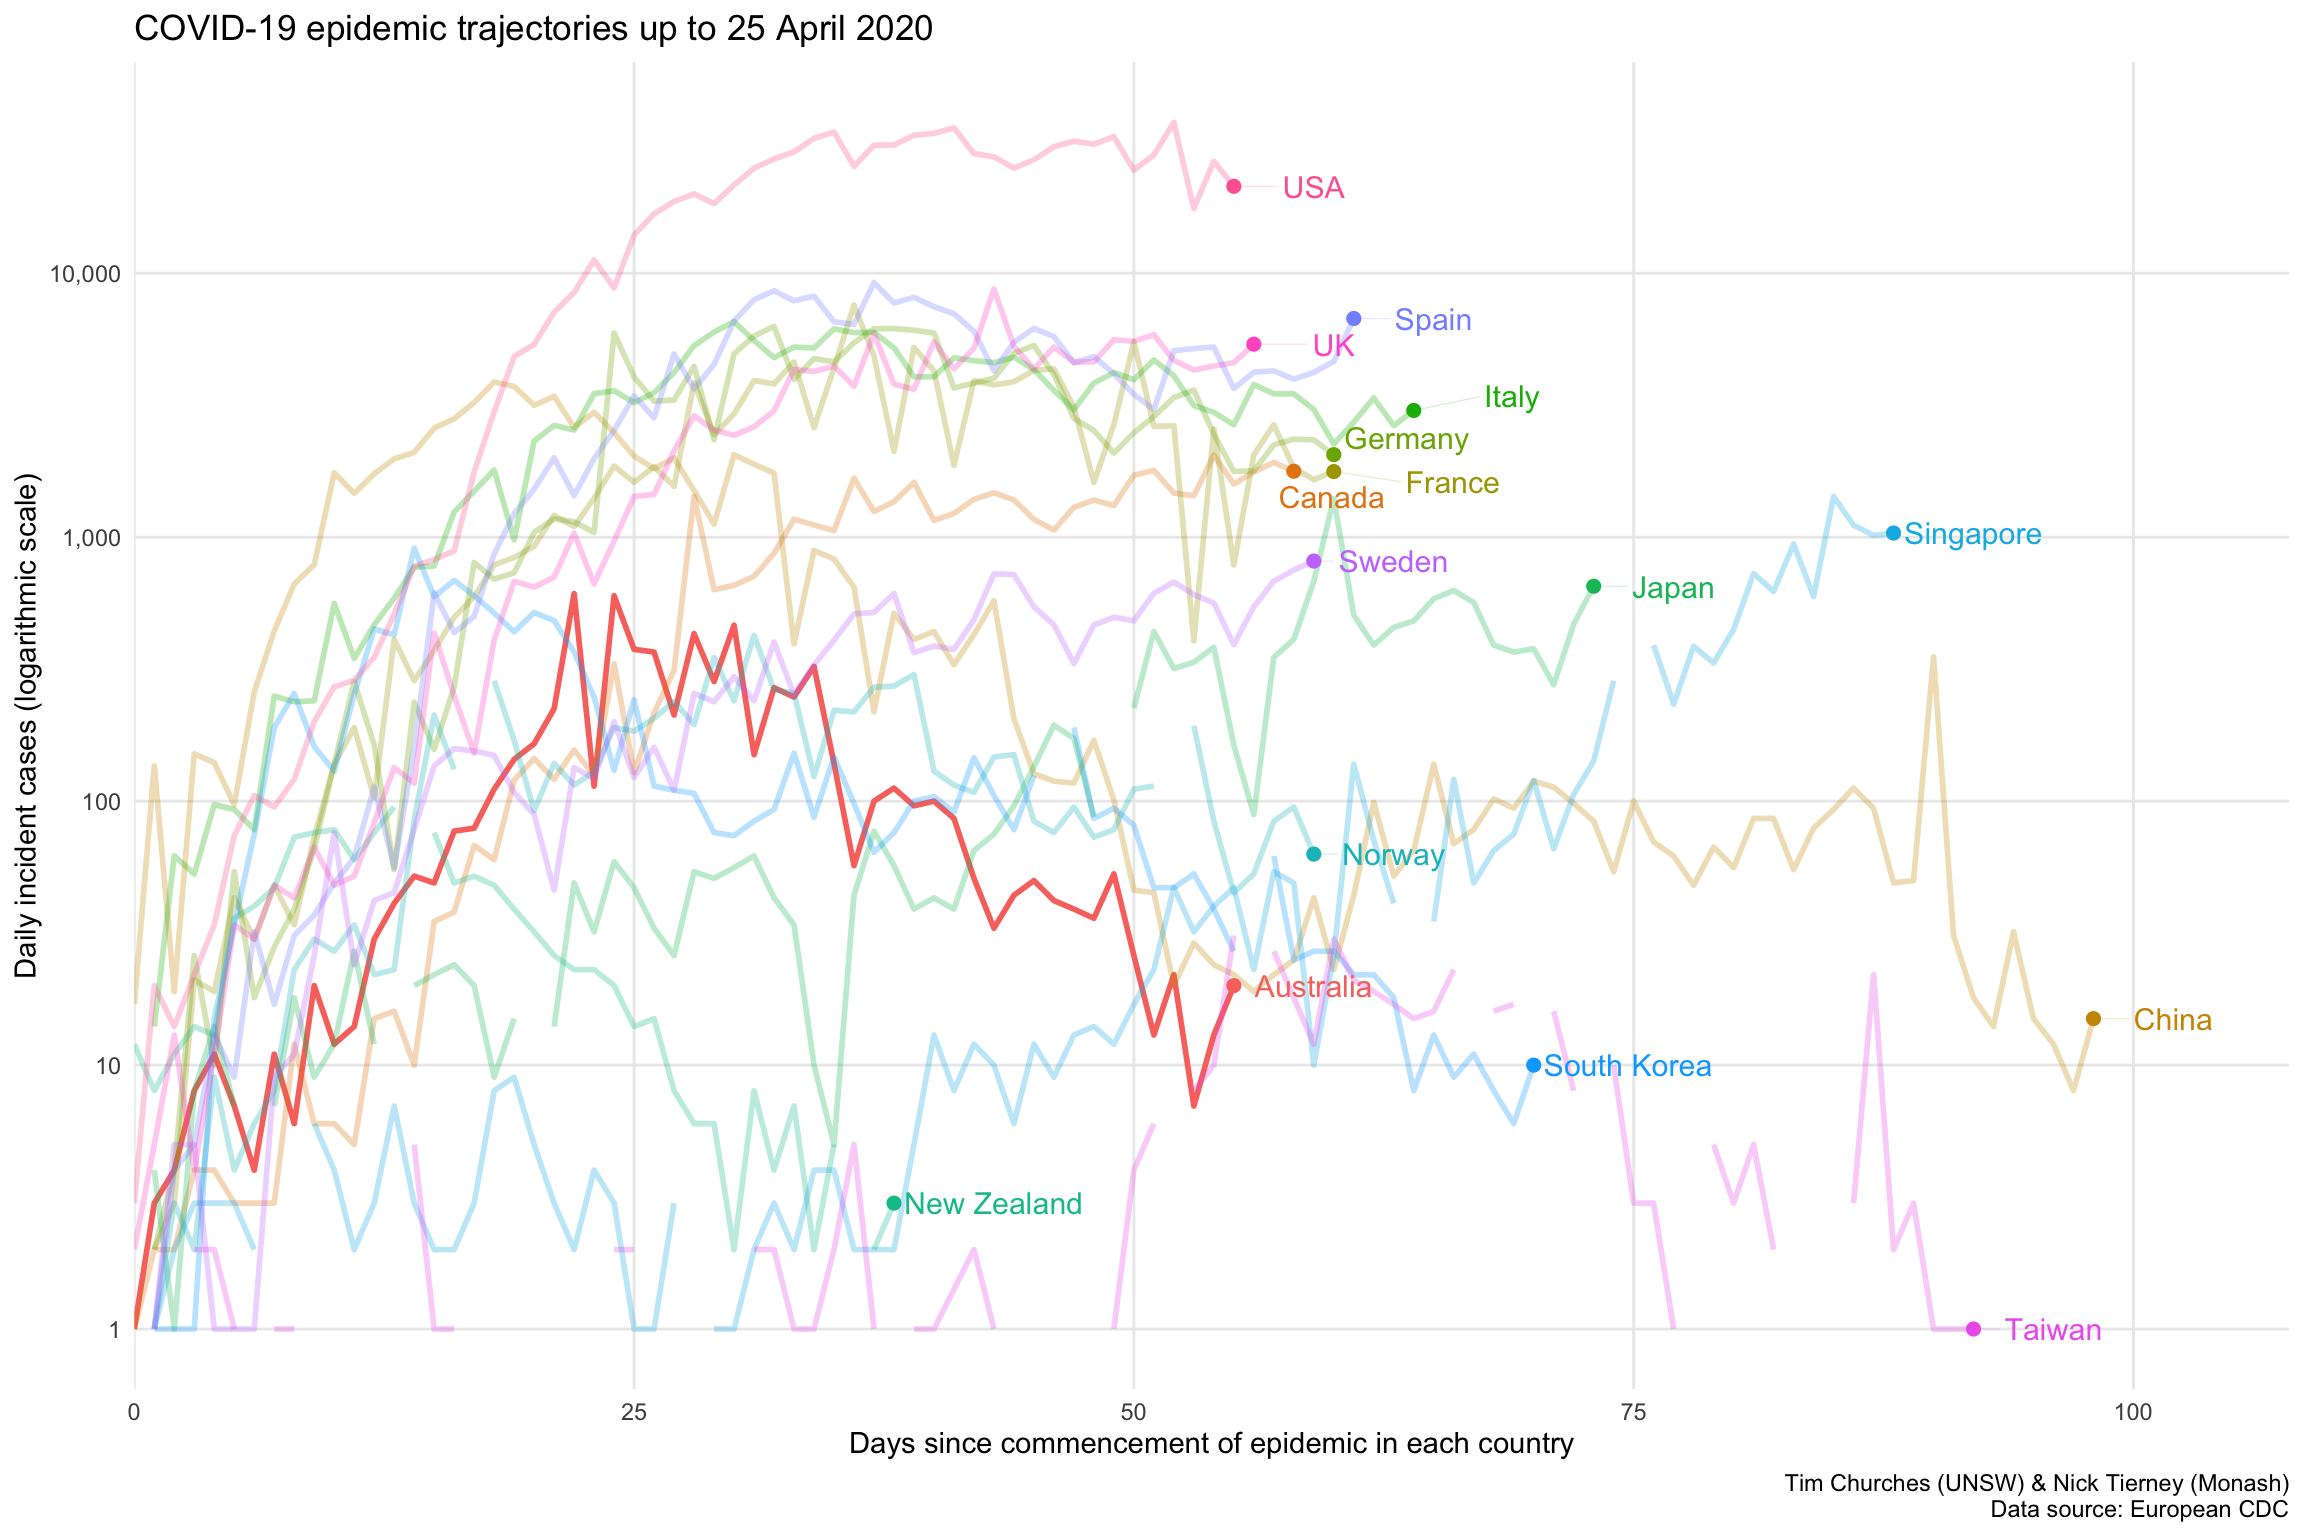 COVID-19 epidemic trajectories up to 25 April 2020
Daily incident cases (logarithmic scale)
10,000
1,000
100
10
1
USA
Spain
UK
Italy
Germany
France
Canada
Singapore
Sweden
Japan
Norway
Australia
China
South Korea
New Zealand
Taiwan
0 25 50 75 100
Days since commencement of epidemic in each country
Tim Churches (UNSW) & Nick Tierney (Monash)
Data source: European CDC